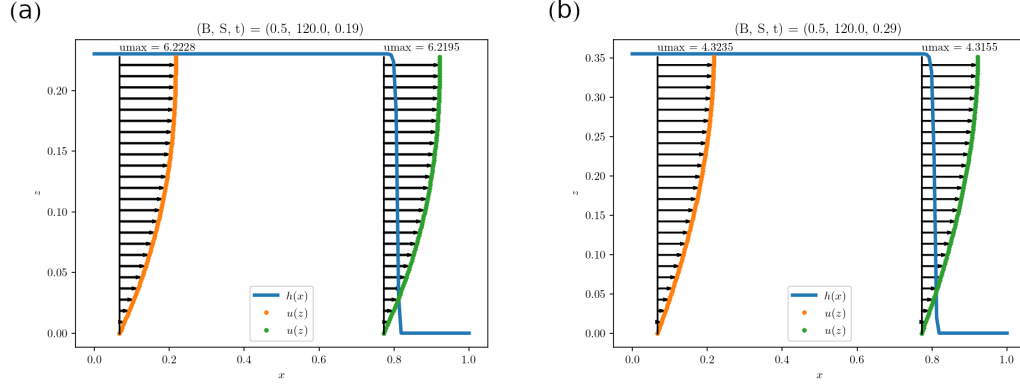 (a)
(B, S, t) = (0.5, 120.0, 0.19)
umax = 6.2228
umax = 6.2195
0.20
0.15
0.10
0.05
0.00
z
h(x)
u(z)
u(z)
0.0 0.2 0.4 0.6 0.8 1.0
x
(b)
(B, S, t) = (0.5, 120.0, 0.29)
umax = 4.3235
umax = 4.3155
0.35
0.30
0.25
0.20
0.15
0.10
0.05
0.00
z
h(x)
u(z)
u(z)
0.0 0.2 0.4 0.6 0.8 1.0
x